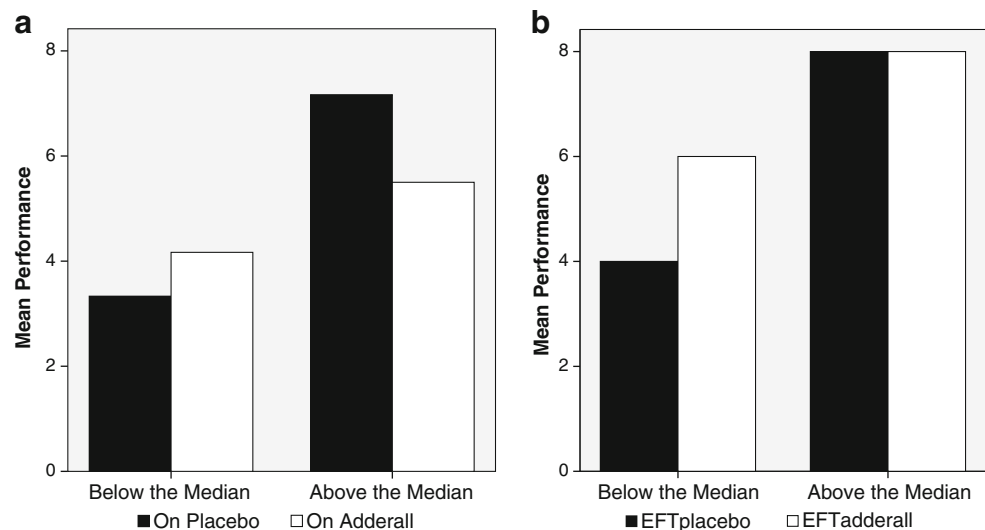 a
8
6
4
2
0
Mean Performance
Below the Median Above the Median
On Placebo On Adderall
b
8
6
4
2
0
Mean Performance
Below the Median Above the Median
EFTplacebo EFTadderall